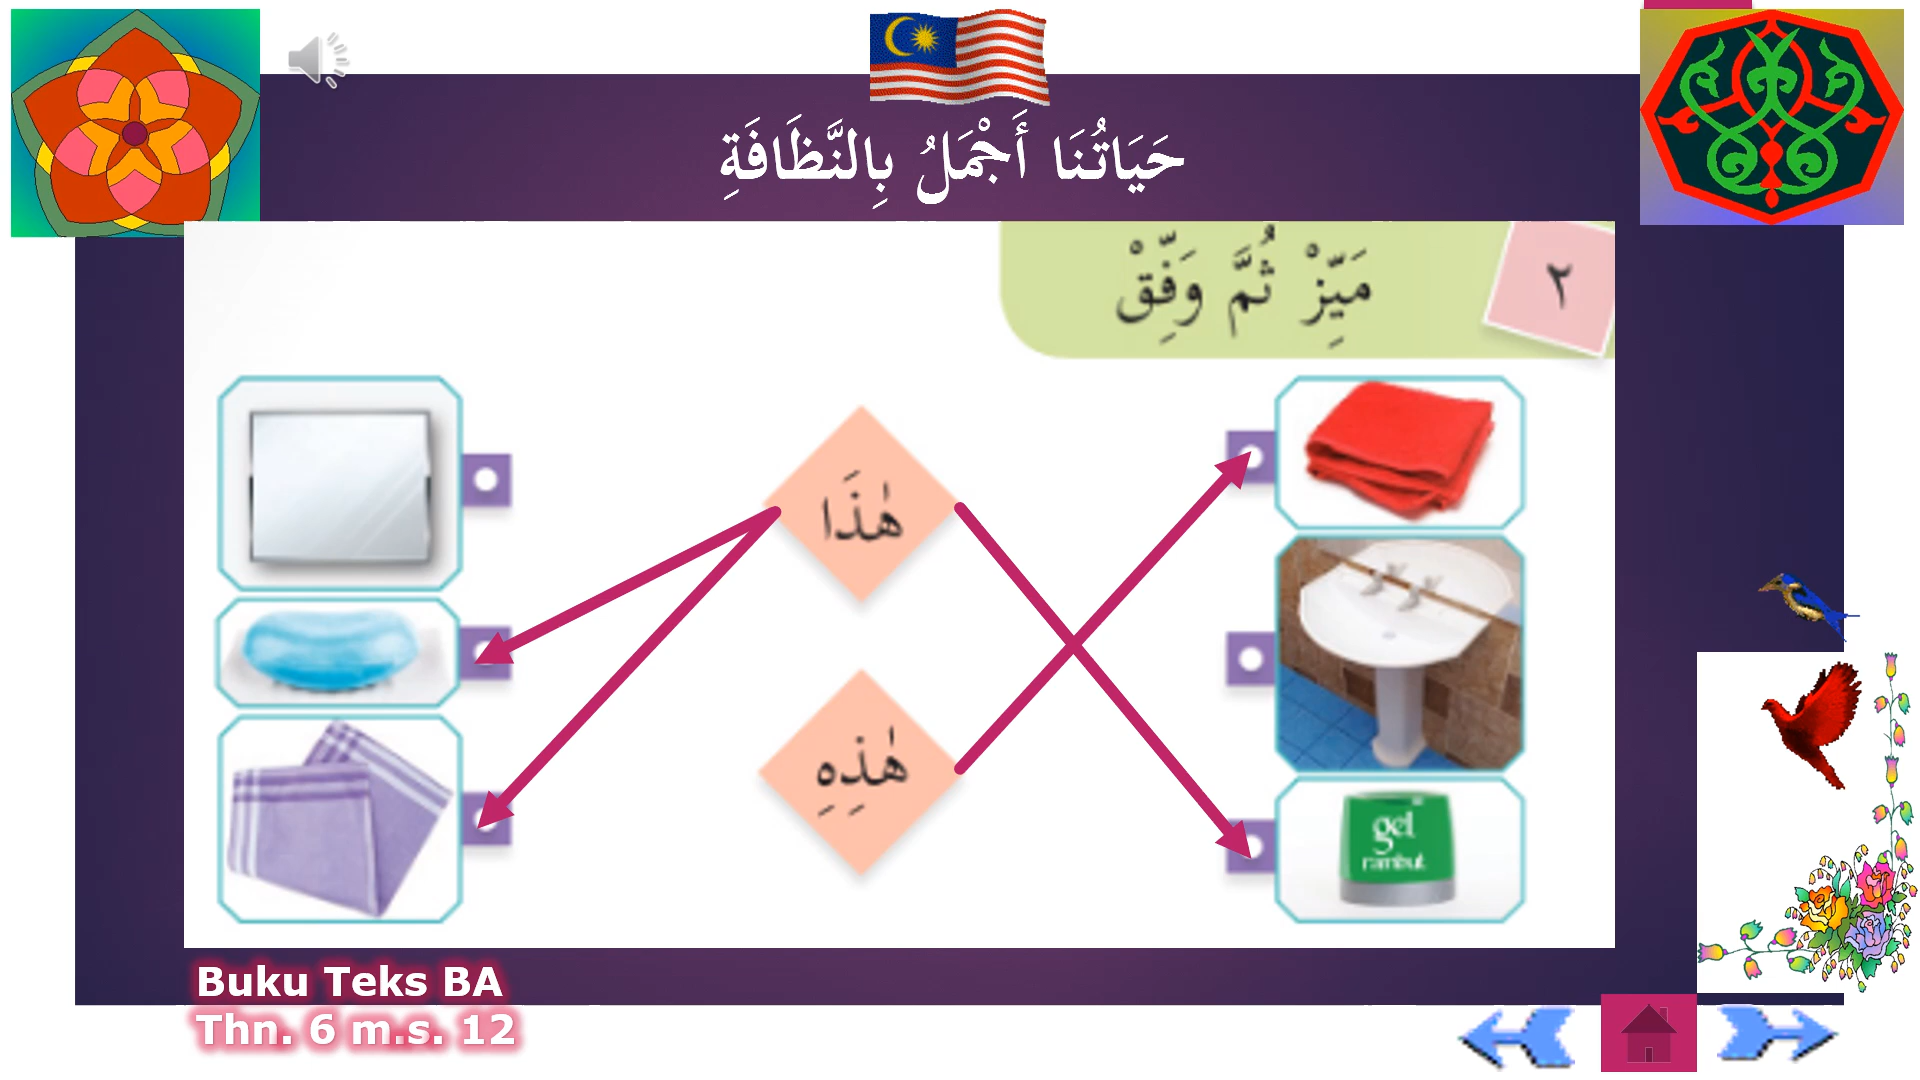 حَيَاتُنَا أَجْمَلُ بِالنَّظَافَةِ
٢
مَيِّزْ ثُمَّ وَفِّقْ
هٰذَا
هٰذِهِ
gel
rambut
Buku Teks BA
Thn. 6 m.s. 12